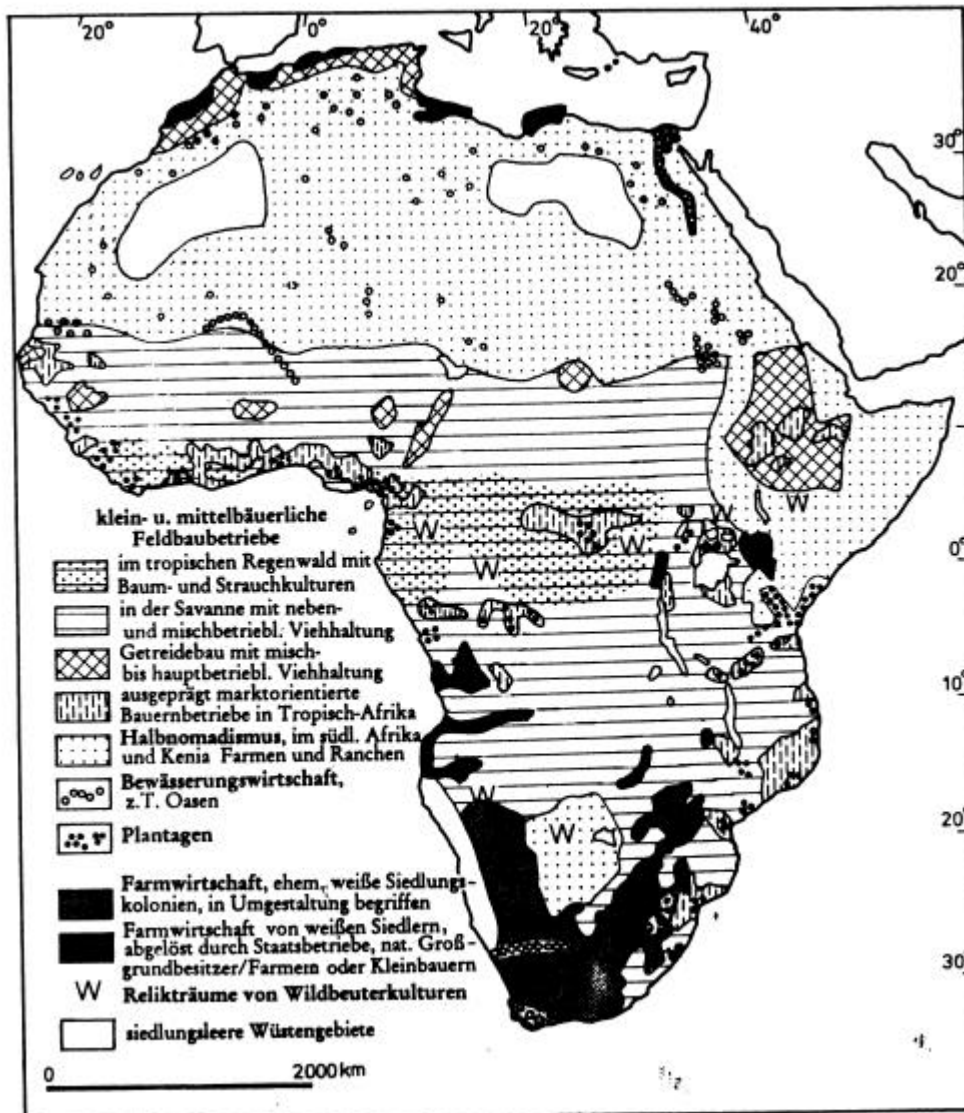 20°
0°
20°
40°
30°
20°
0°
10°
20°
30°
klein- u. mittelbäuerliche
Feldbaubetriebe
im tropischen Regenwald mit
Baum- und Strauchkulturen
in der Savanne mit neben-
und mischbetriebl. Viehhaltung
Getreidebau mit misch-
bis hauptbetriebl. Viehhaltung
ausgeprägt marktorientierte
Bauernbetriebe in Tropisch-Afrika
Halbnomadismus, im südl. Afrika
und Kenia Farmen und Ranchen
Bewässerungswirtschaft,
z.T. Oasen
Plantagen
Farmwirtschaft, ehem. weiße Siedlungs-
kolonien, in Umgestaltung begriffen
Farmwirtschaft von weißen Siedlern,
abgelöst durch Staatsbetriebe, nat. Groß-
grundbesitzer/Farmern oder Kleinbauern
W Relikträume von Wildbeuterkulturen
siedlungsleere Wüstengebiete
0 2000 km
W
W
W
W
W
W
W